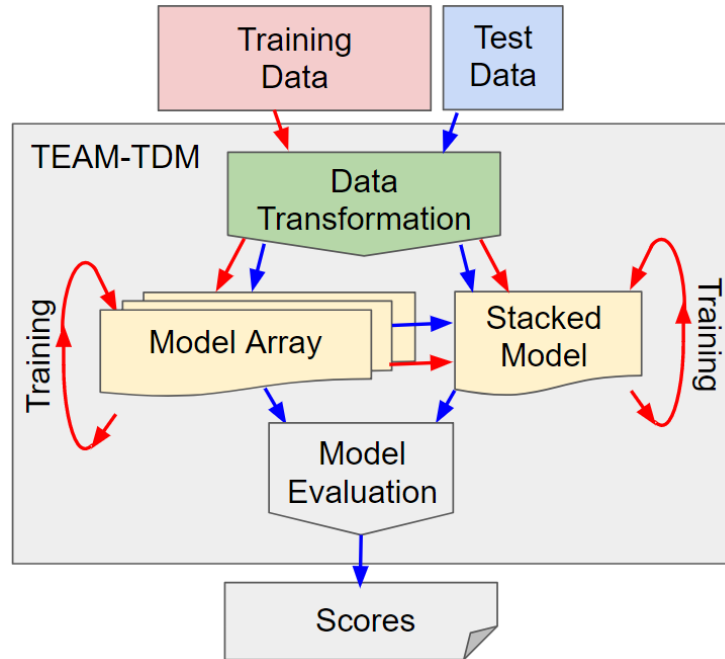 Training
Data
Test
Data
TEAM-TDM
Data
Transformation
Training
Model Array
Stacked
Model
Training
Model
Evaluation
Scores